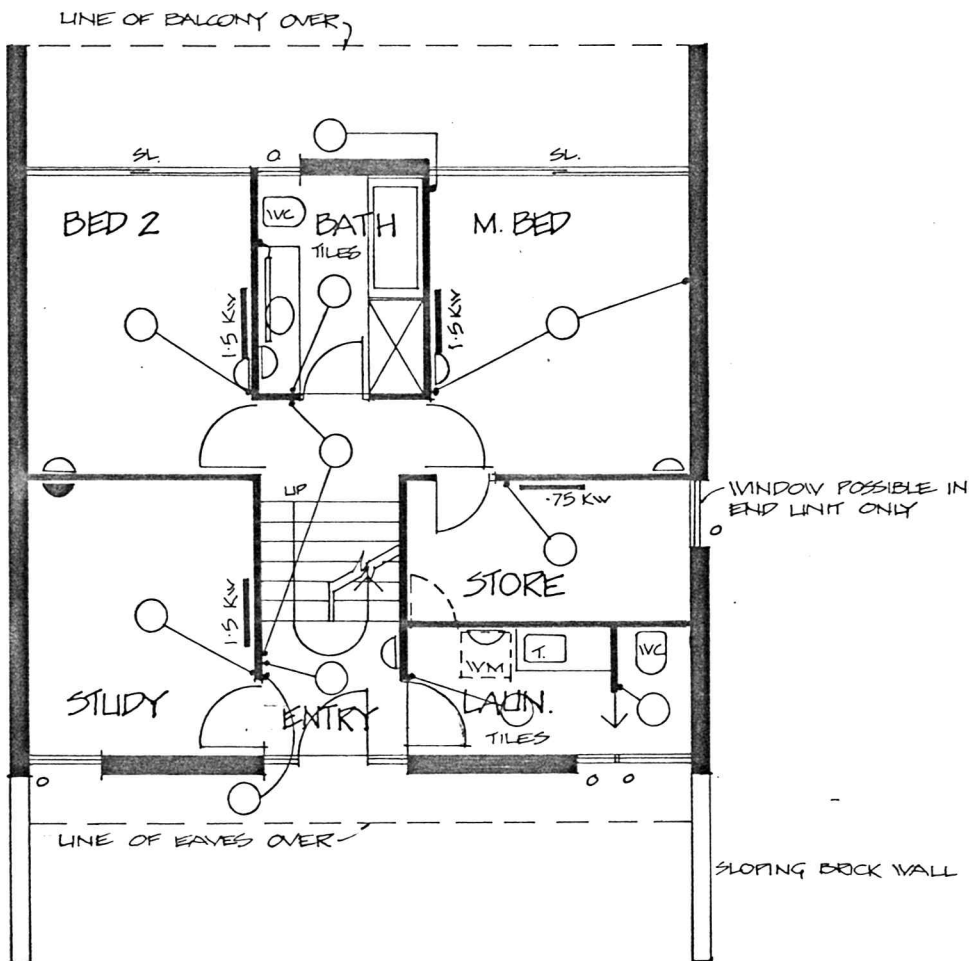 LINE OF BALCONY OVER
SL.
O
SL.
BED 2
WC
BATH
TILES
M. BED
1.5 KW
1.5 KW
UP
.75 KW
WINDOW POSSIBLE IN
END UNIT ONLY
O
STORE
1.5 KW
WM
T.
WC
STUDY
ENTRY
LAUN.
TILES
O
O
O
LINE OF EAVES OVER
SLOPING BRICK WALL